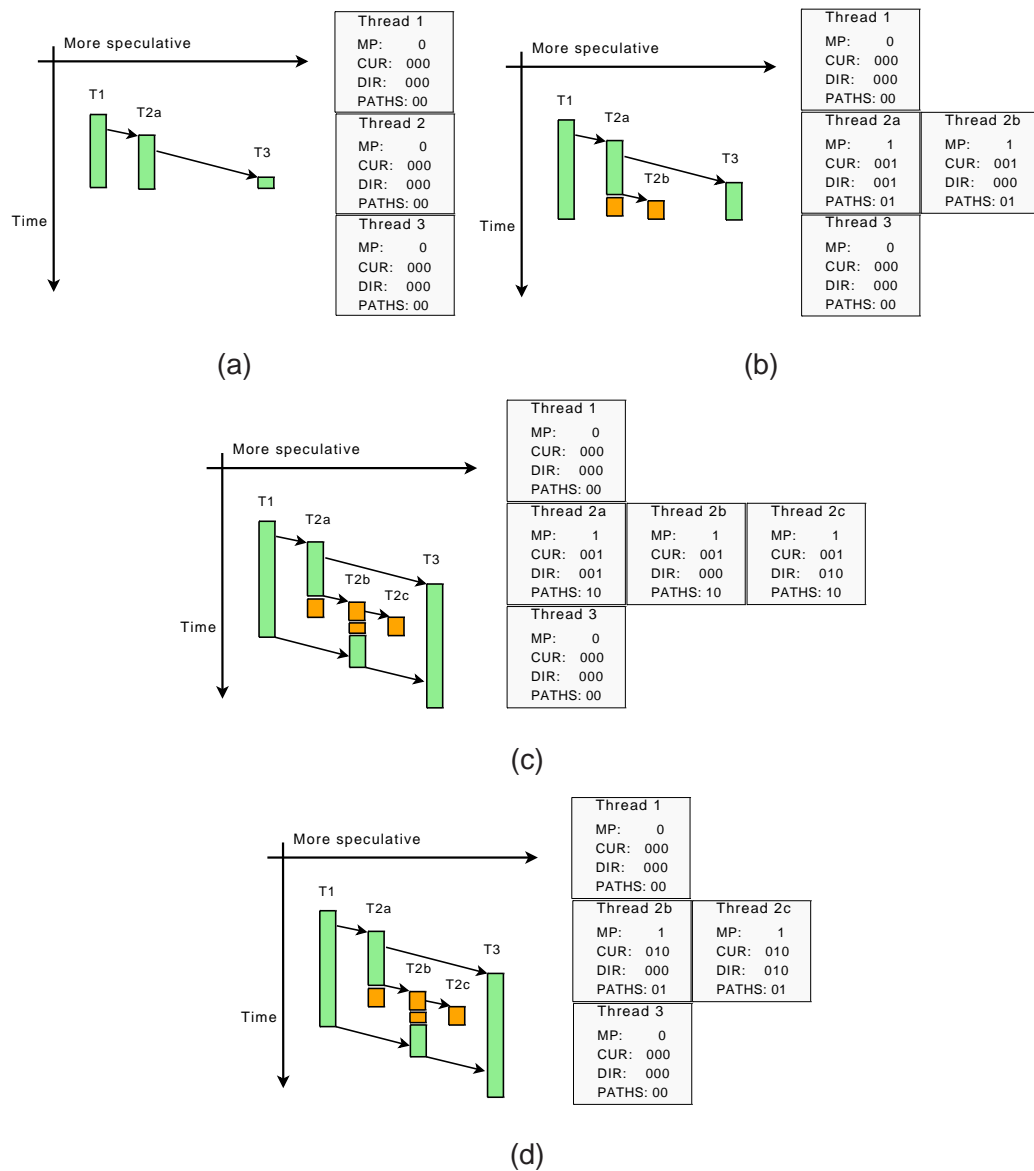 More speculative
Time
T1
T2a
T3
Thread 1
MP: 0
CUR: 000
DIR: 000
PATHS: 00
Thread 2
MP: 0
CUR: 000
DIR: 000
PATHS: 00
Thread 3
MP: 0
CUR: 000
DIR: 000
PATHS: 00
(a)
More speculative
Time
T1
T2a
T2b
T3
Thread 1
MP: 0
CUR: 000
DIR: 000
PATHS: 00
Thread 2a
MP: 1
CUR: 001
DIR: 001
PATHS: 01
Thread 2b
MP: 1
CUR: 001
DIR: 000
PATHS: 01
Thread 3
MP: 0
CUR: 000
DIR: 000
PATHS: 00
(b)
More speculative
Time
T1
T2a
T2b
T2c
T3
Thread 1
MP: 0
CUR: 000
DIR: 000
PATHS: 00
Thread 2a
MP: 1
CUR: 001
DIR: 001
PATHS: 10
Thread 2b
MP: 1
CUR: 001
DIR: 000
PATHS: 10
Thread 2c
MP: 1
CUR: 001
DIR: 010
PATHS: 10
Thread 3
MP: 0
CUR: 000
DIR: 000
PATHS: 00
(c)
More speculative
Time
T1
T2a
T2b
T2c
T3
Thread 1
MP: 0
CUR: 000
DIR: 000
PATHS: 00
Thread 2b
MP: 1
CUR: 010
DIR: 000
PATHS: 01
Thread 2c
MP: 1
CUR: 010
DIR: 010
PATHS: 01
Thread 3
MP: 0
CUR: 000
DIR: 000
PATHS: 00
(d)